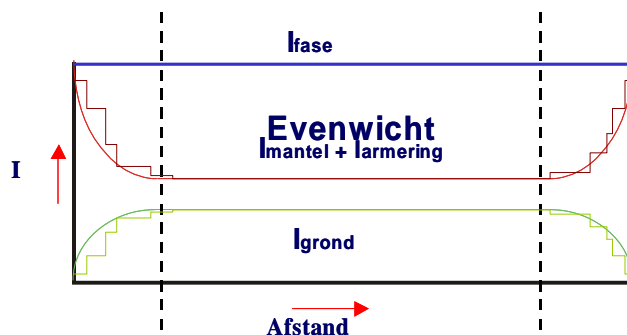 Ifase
Evenwicht
Imantel + Iarmering
I
Igrond
Afstand